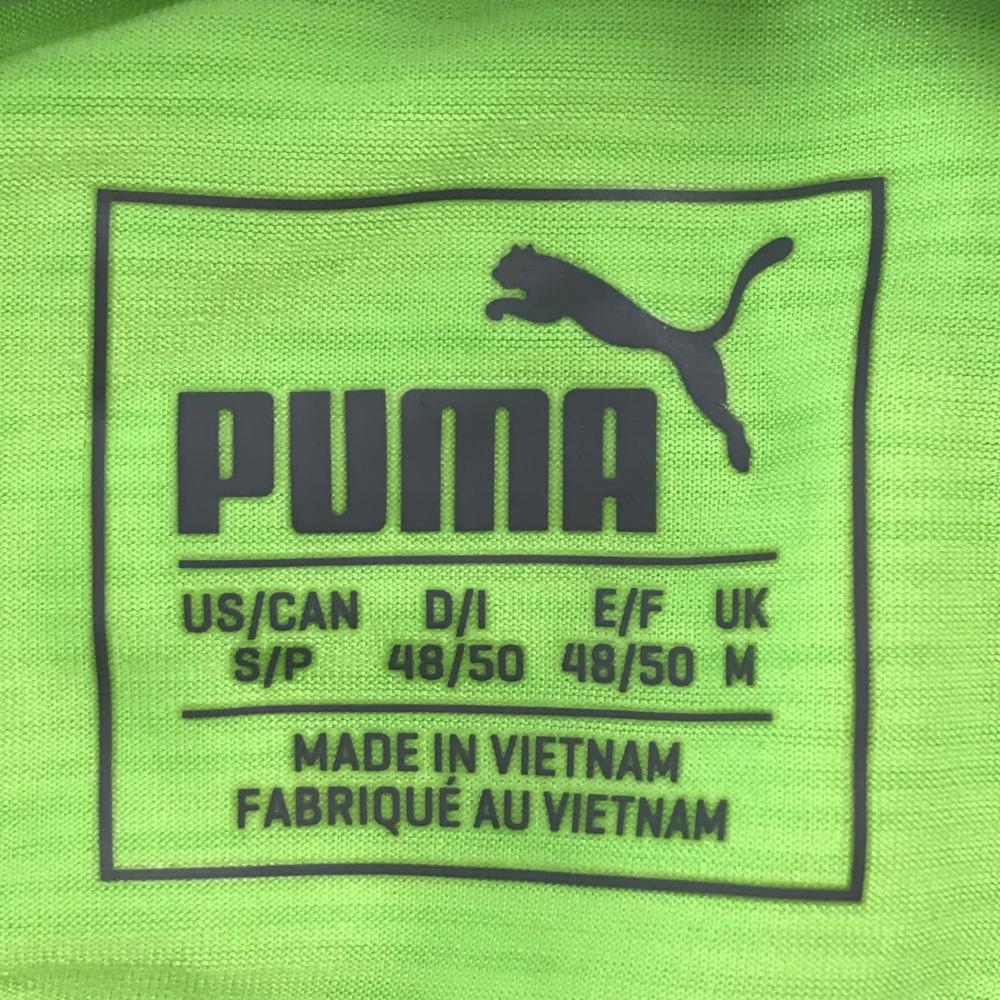 PUMA
US/CAN D/I E/F UK
S/P 48/50 48/50 M
MADE IN VIETNAM
FABRIQUÉ AU VIETNAM